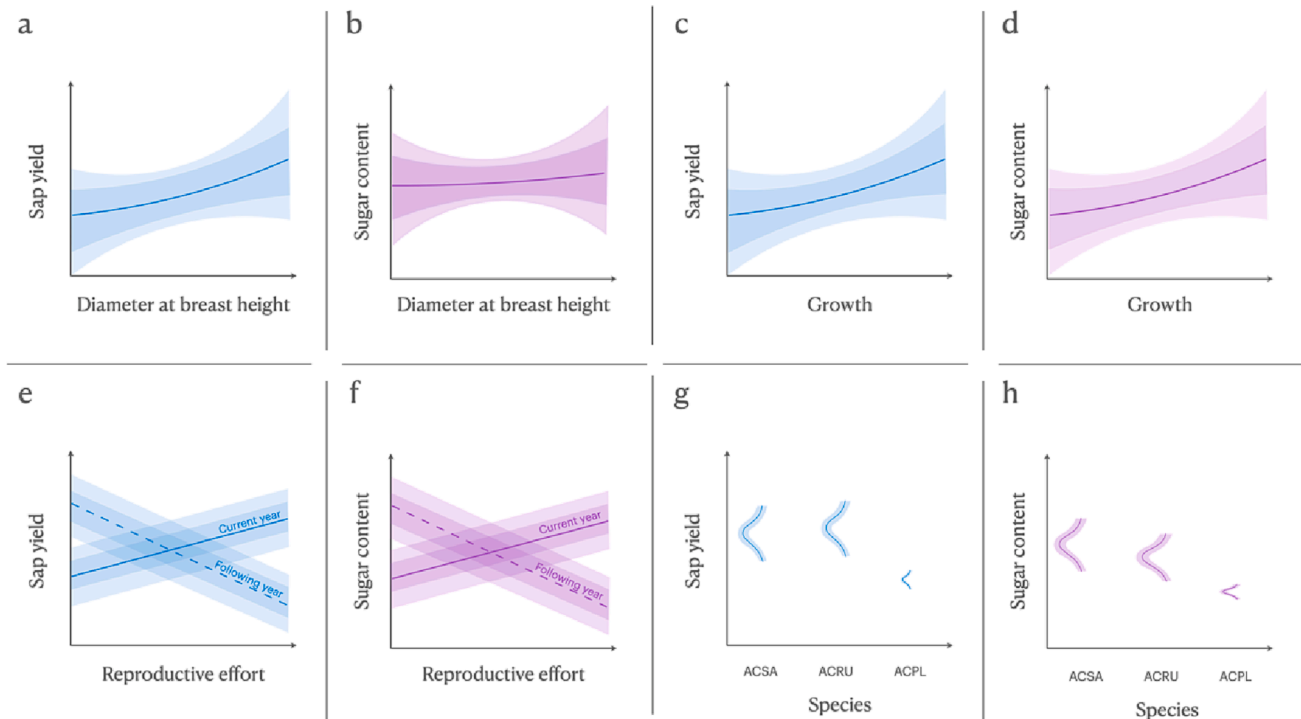 a
Sap yield
Diameter at breast height
b
Sugar content
Diameter at breast height
c
Sap yield
Growth
d
Sugar content
Growth
e
Sap yield
Current year
Following year
Reproductive effort
f
Sugar content
Current year
Following year
Reproductive effort
g
Sap yield
ACSA ACRU ACPL
Species
h
Sugar content
ACSA ACRU ACPL
Species